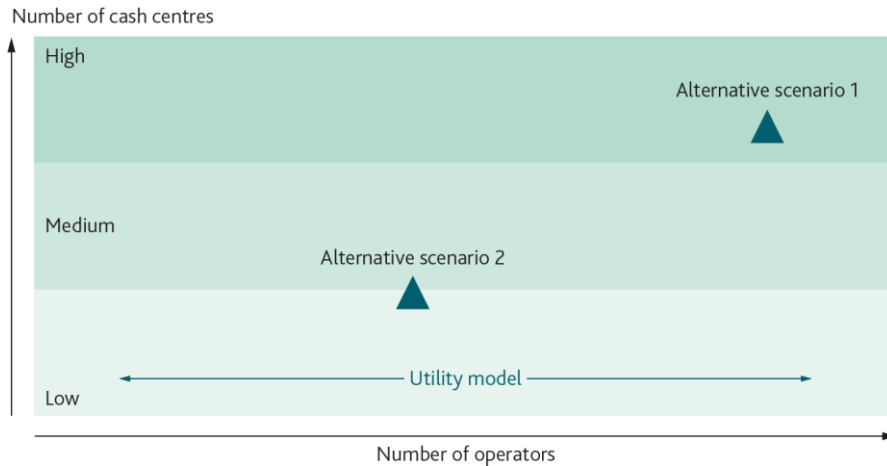 Number of cash centres
High
Alternative scenario 1
Medium
Alternative scenario 2
Utility model
Low
Number of operators